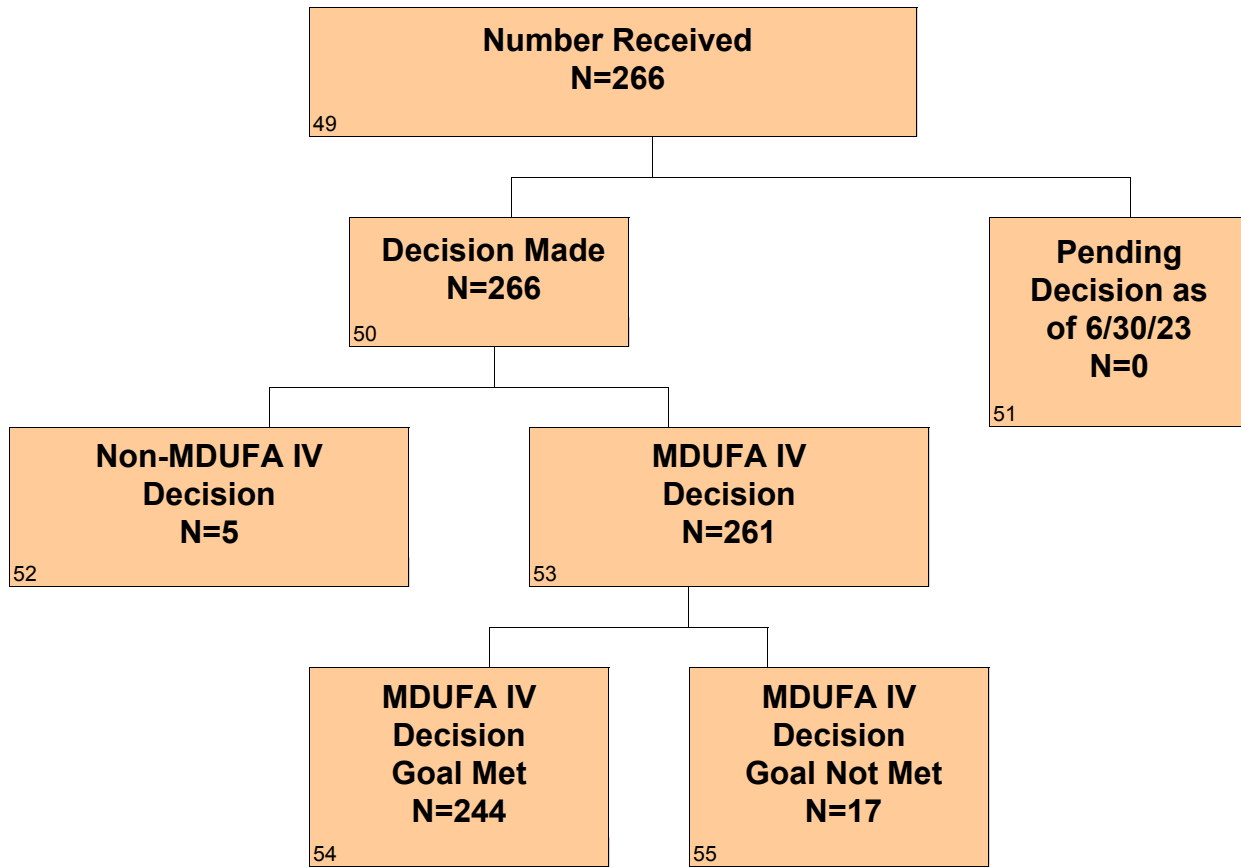 Number Received
N=266
49
Decision Made
N=266
50
Pending
Decision as
of 6/30/23
N=0
51
Non-MDUFA IV
Decision
N=5
52
MDUFA IV
Decision
N=261
53
MDUFA IV
Decision
Goal Met
N=244
54
MDUFA IV
Decision
Goal Not Met
N=17
55